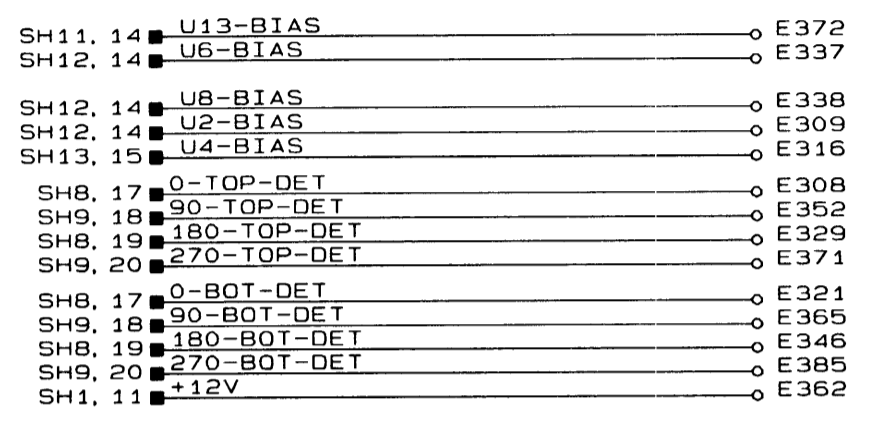 SH11, 14 U13-BIAS E372
SH12, 14 U6-BIAS E337
SH12, 14 U8-BIAS E338
SH12, 14 U2-BIAS E309
SH13, 15 U4-BIAS E316
SH8, 17 0-TOP-DET E308
SH9, 18 90-TOP-DET E352
SH8, 19 180-TOP-DET E329
SH9, 20 270-TOP-DET E371
SH8, 17 0-BOT-DET E321
SH9, 18 90-BOT-DET E365
SH8, 19 180-BOT-DET E346
SH9, 20 270-BOT-DET E385
SH1, 11 +12V E362